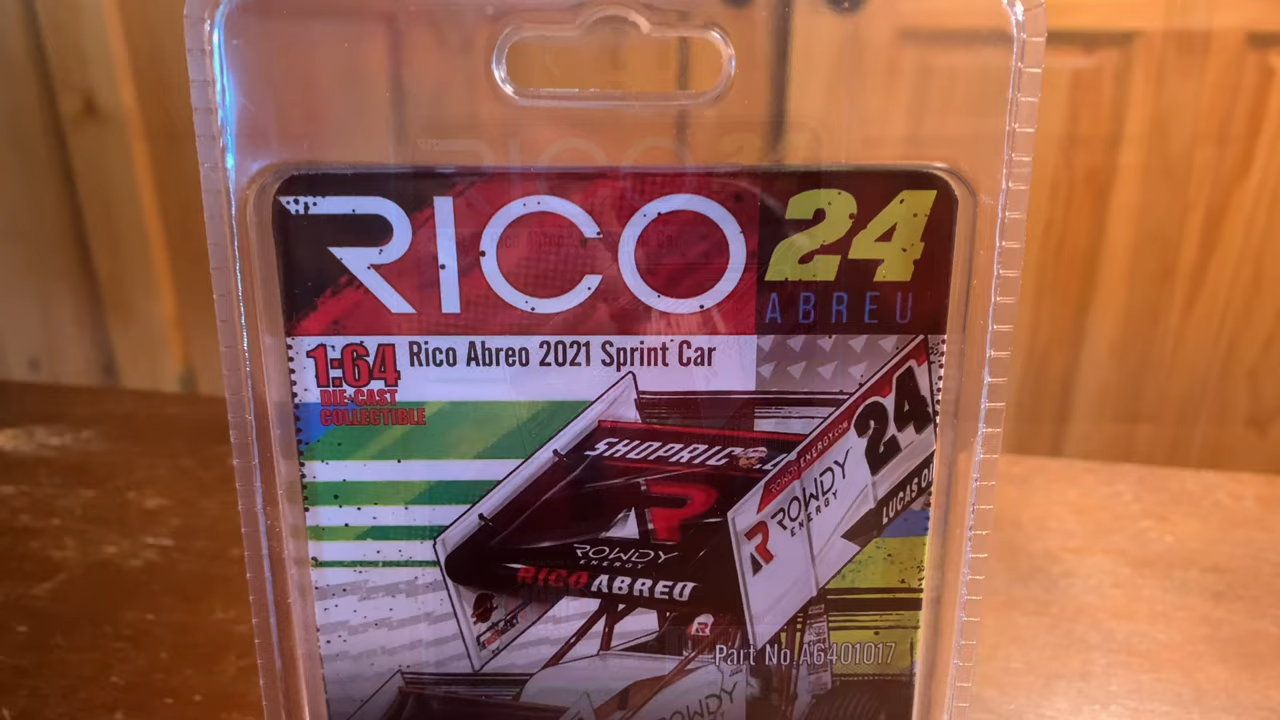 RICO 24
ABREU
1:64 Rico Abreo 2021 Sprint Car
DIE-CAST
COLLECTIBLE
24
SHOPRIC
ROWDYENERGY.COM
R
ROWDY
ENERGY
LUCAS OI
R
ROWDY
ENERGY
RICO ABREU
R
Part No.A6401017
ROWDY